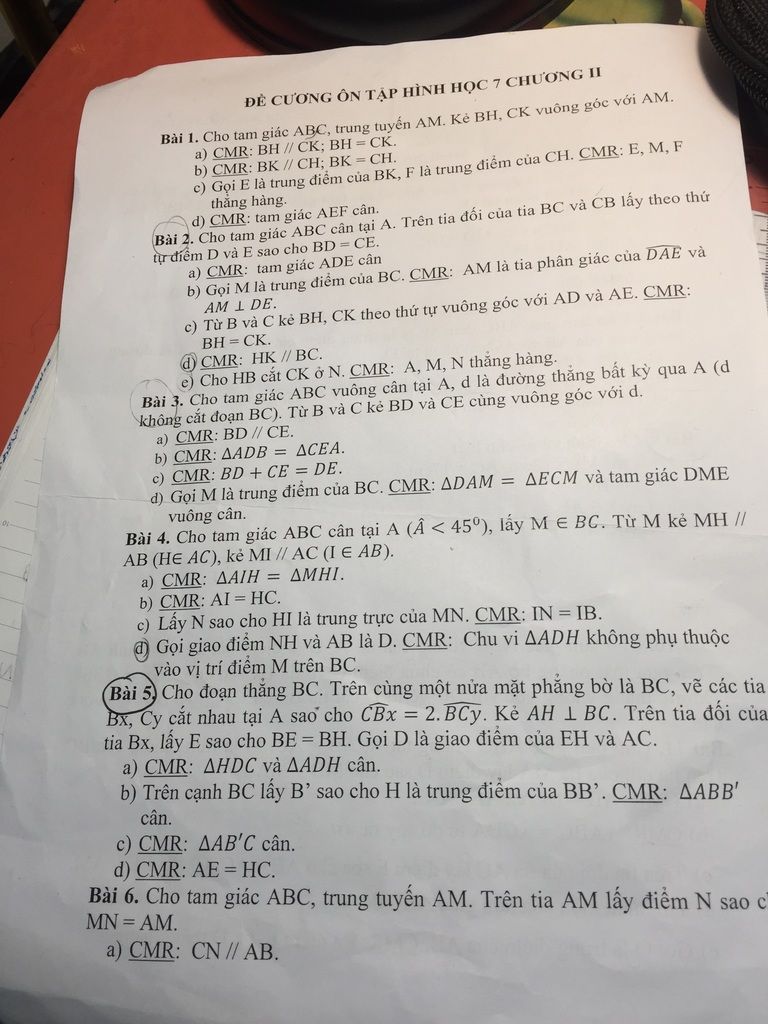 ĐỀ CƯƠNG ÔN TẬP HÌNH HỌC 7 CHƯƠNG II
Bài 1. Cho tam giác ABC, trung tuyến AM. Kẻ BH, CK vuông góc với AM.
a) CMR: BH // CK; BH = CK.
b) CMR: BK // CH; BK = CH.
c) Gọi E là trung điểm của BK, F là trung điểm của CH. CMR: E, M, F
thẳng hàng.
d) CMR: tam giác AEF cân.
Bài 2. Cho tam giác ABC cân tại A. Trên tia đối của tia BC và CB lấy theo thứ
tự điểm D và E sao cho BD = CE.
a) CMR: tam giác ADE cân
b) Gọi M là trung điểm của BC. CMR: AM là tia phân giác của \widehat{DAE} và
AM ⊥ DE.
c) Từ B và C kẻ BH, CK theo thứ tự vuông góc với AD và AE. CMR:
BH = CK.
d) CMR: HK // BC.
e) Cho HB cắt CK ở N. CMR: A, M, N thẳng hàng.
Bài 3. Cho tam giác ABC vuông cân tại A, d là đường thẳng bất kỳ qua A (d
không cắt đoạn BC). Từ B và C kẻ BD và CE cùng vuông góc với d.
a) CMR: BD // CE.
b) CMR: ΔADB = ΔCEA.
c) CMR: BD + CE = DE.
d) Gọi M là trung điểm của BC. CMR: ΔDAM = ΔECM và tam giác DME
vuông cân.
Bài 4. Cho tam giác ABC cân tại A (Â < 45⁰), lấy M ∈ BC. Từ M kẻ MH //
AB (H∈ AC), kẻ MI // AC (I ∈ AB).
a) CMR: ΔAIH = ΔMHI.
b) CMR: AI = HC.
c) Lấy N sao cho HI là trung trực của MN. CMR: IN = IB.
d) Gọi giao điểm NH và AB là D. CMR: Chu vi ΔADH không phụ thuộc
vào vị trí điểm M trên BC.
Bài 5. Cho đoạn thẳng BC. Trên cùng một nửa mặt phẳng bờ là BC, vẽ các tia
Bx, Cy cắt nhau tại A sao cho \widehat{CBx} = 2.\widehat{BCy}. Kẻ AH ⊥ BC. Trên tia đối của
tia Bx, lấy E sao cho BE = BH. Gọi D là giao điểm của EH và AC.
a) CMR: ΔHDC và ΔADH cân.
b) Trên cạnh BC lấy B' sao cho H là trung điểm của BB'. CMR: ΔABB'
cân.
c) CMR: ΔAB'C cân.
d) CMR: AE = HC.
Bài 6. Cho tam giác ABC, trung tuyến AM. Trên tia AM lấy điểm N sao c
MN = AM.
a) CMR: CN // AB.